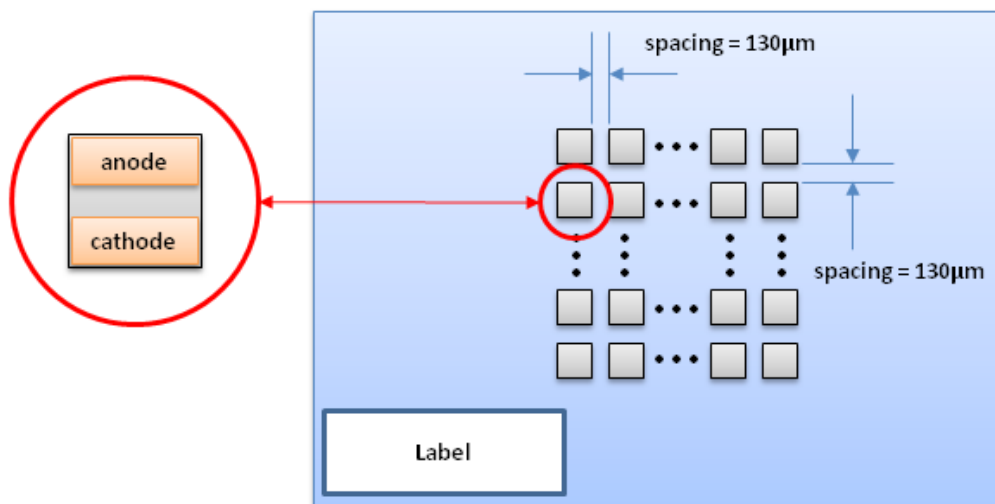 spacing = 130µm
anode
cathode
spacing = 130µm
Label